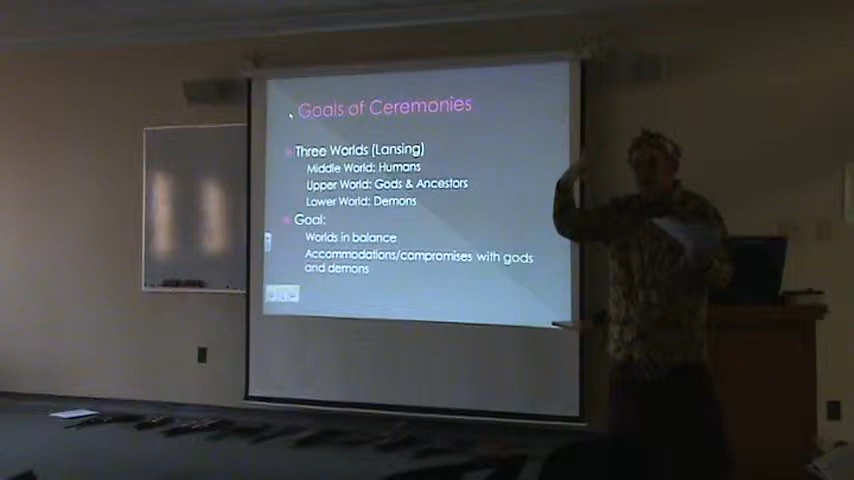 Goals of Ceremonies
Three Worlds (Lansing)
Middle World: Humans
Upper World: Gods & Ancestors
Lower World: Demons
Goal:
Worlds in balance
Accommodations/compromises with gods
and demons